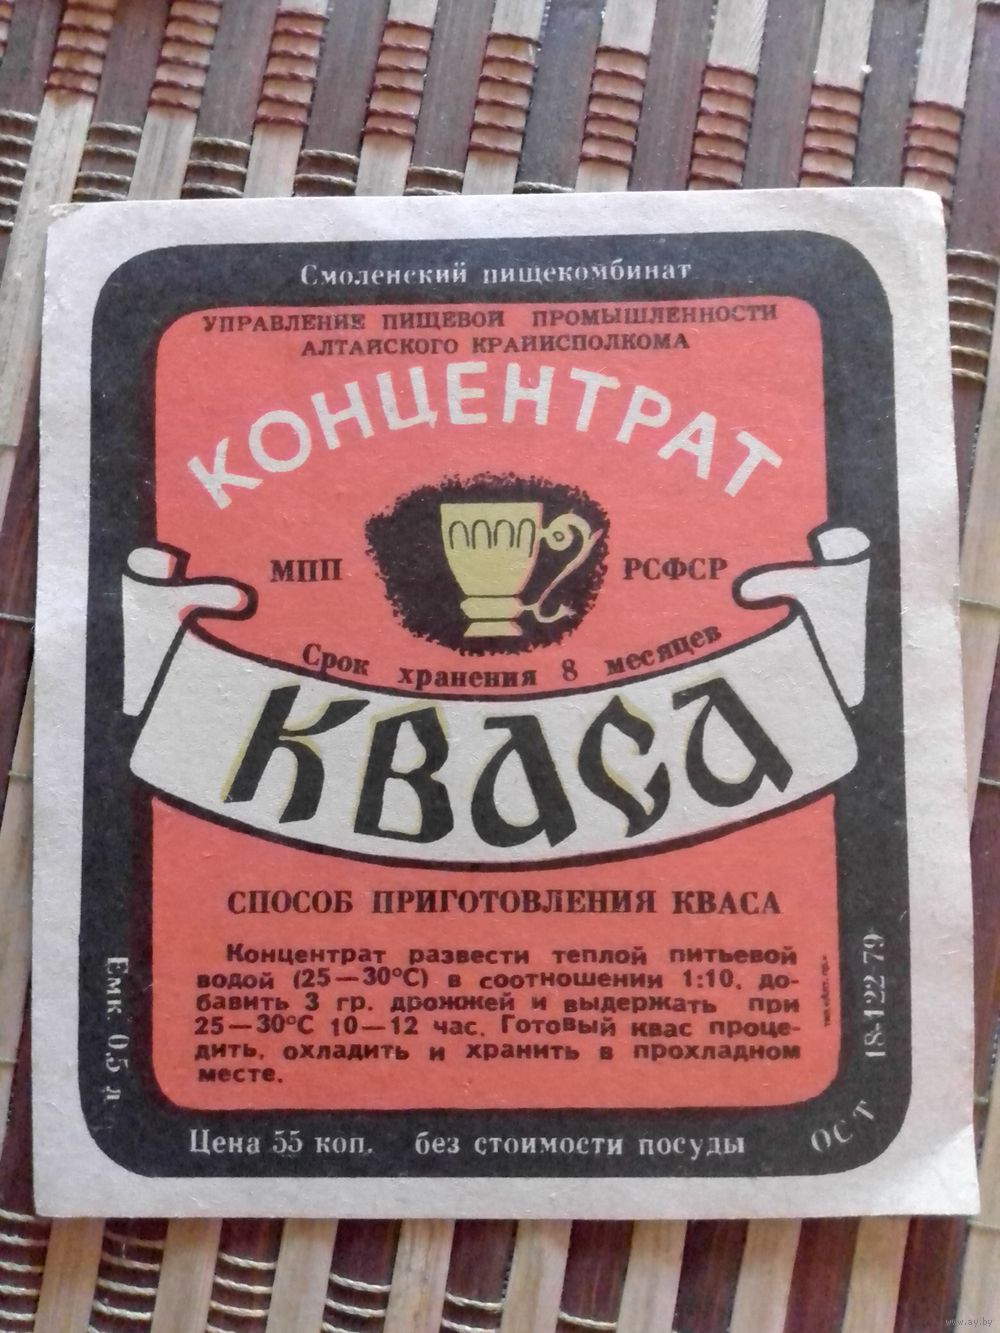 Смоленский пищекомбинат
УПРАВЛЕНИЕ ПИЩЕВОЙ ПРОМЫШЛЕННОСТИ
АЛТАЙСКОГО КРАЙИСПОЛКОМА
КОНЦЕНТРАТ
МПП РСФСР
Срок хранения 8 месяцев
КВАСА
СПОСОБ ПРИГОТОВЛЕНИЯ КВАСА
Концентрат развести теплой питьевой
водой (25—30°С) в соотношении 1:10, до-
бавить 3 гр. дрожжей и выдержать при
25—30°С 10—12 час. Готовый квас проце-
дить, охладить и хранить в прохладном
месте.
Емк 0,5 л
ОСТ 18-122-79
Цена 55 коп. без стоимости посуды
www.ay.by